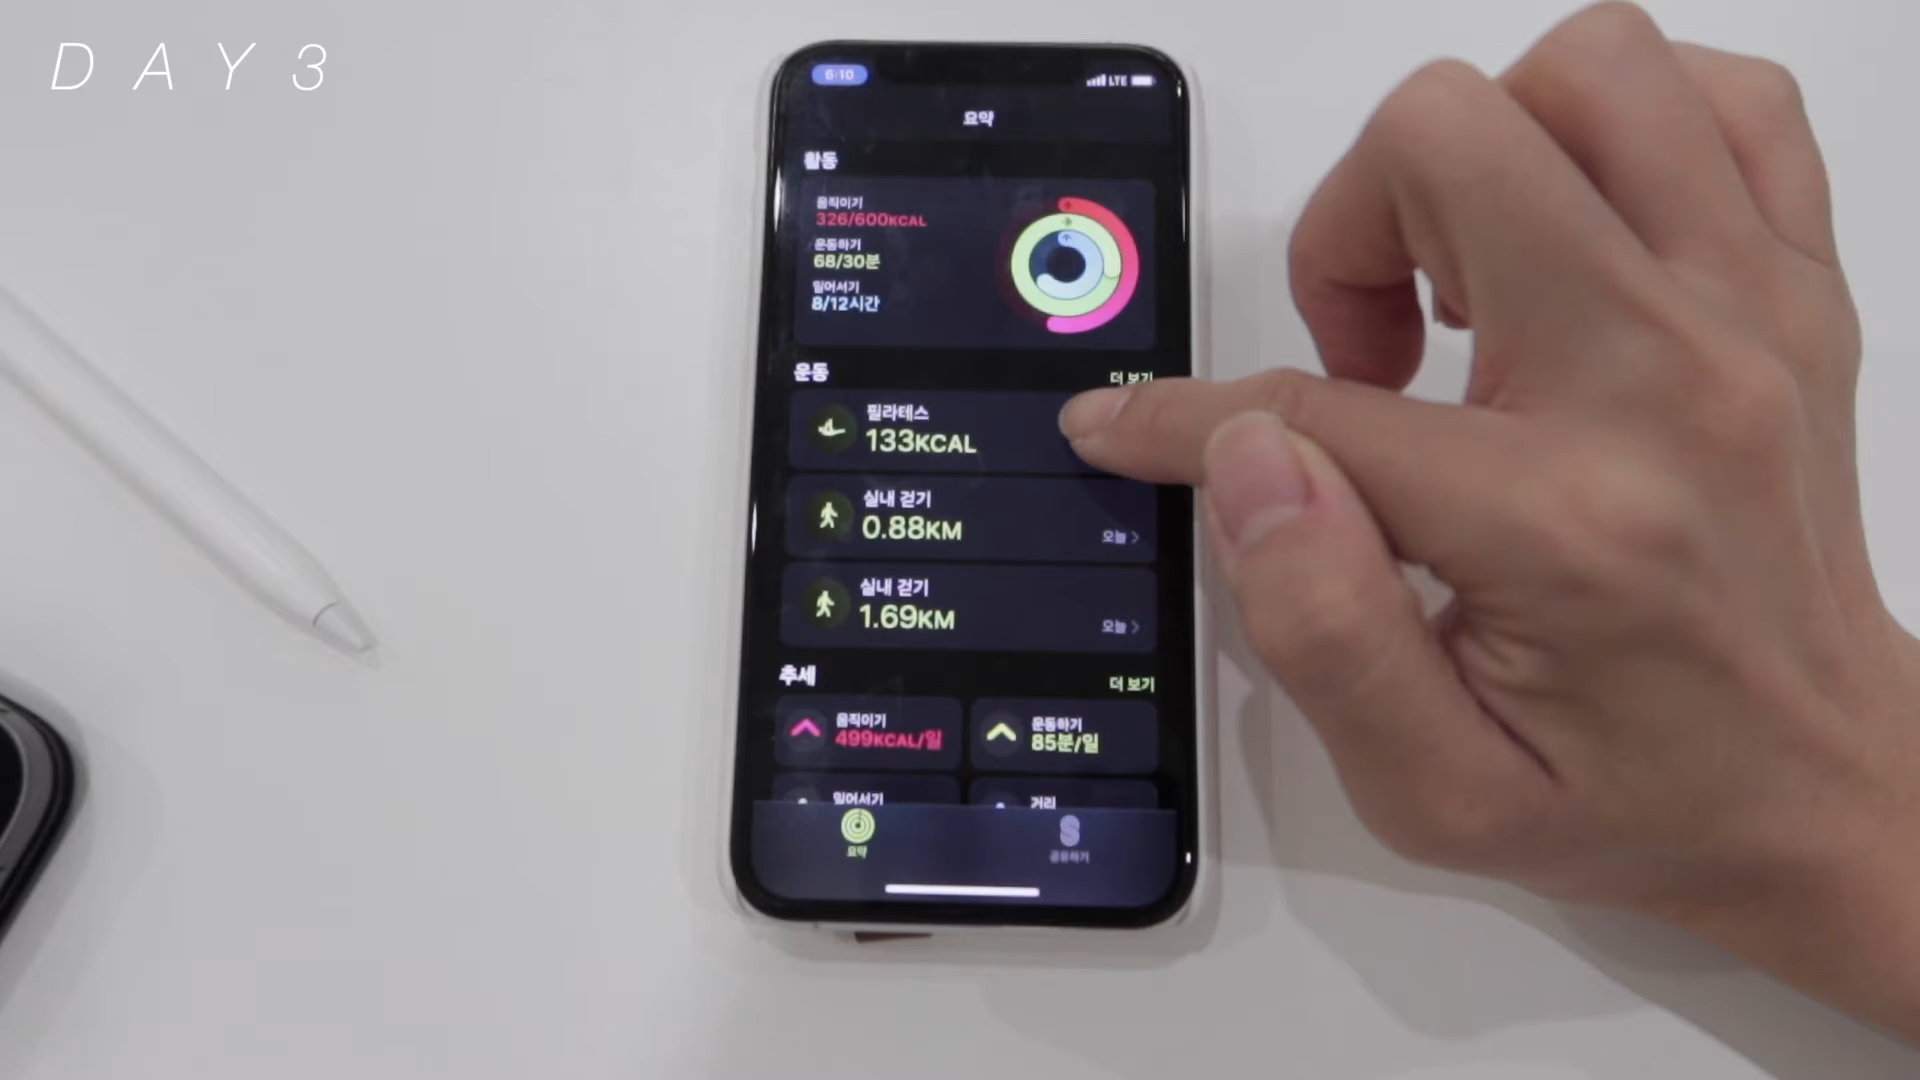 DAY 3
6:10
LTE
요약
활동
움직이기
326/600KCAL
운동하기
68/30분
일어서기
8/12시간
운동
더 보기
필라테스
133KCAL
실내 걷기
0.88KM
오늘
실내 걷기
1.69KM
오늘
추세
더 보기
움직이기
499KCAL/일
운동하기
85분/일
일어서기
거리
요약
공유하기